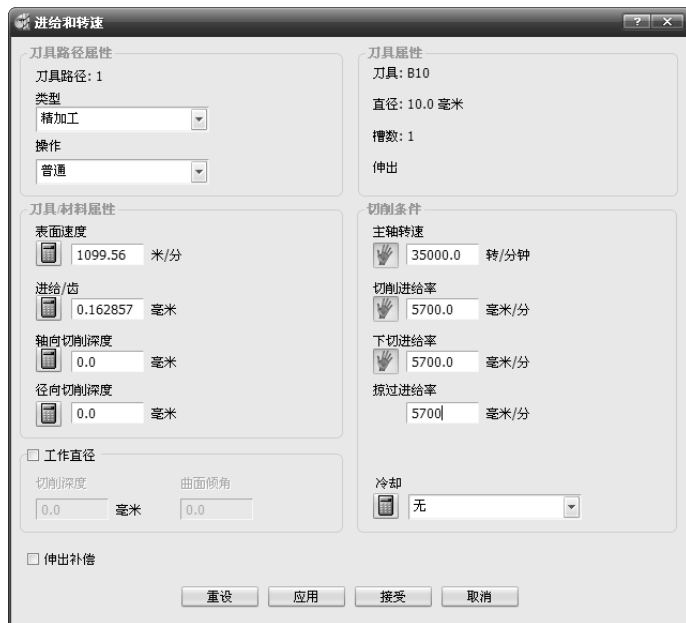 进给和转速
刀具路径属性
刀具路径: 1
类型
精加工
操作
普通
刀具属性
刀具: B10
直径: 10.0 毫米
槽数: 1
伸出
刀具/材料属性
表面速度
1099.56 米/分
进给/齿
0.162857 毫米
轴向切削深度
0.0 毫米
径向切削深度
0.0 毫米
切削条件
主轴转速
35000.0 转/分钟
切削进给率
5700.0 毫米/分
下切进给率
5700.0 毫米/分
掠过进给率
5700 毫米/分
冷却
无
工作直径
切削深度 曲面倾角
0.0 毫米 0.0
伸出补偿
重设 应用 接受 取消